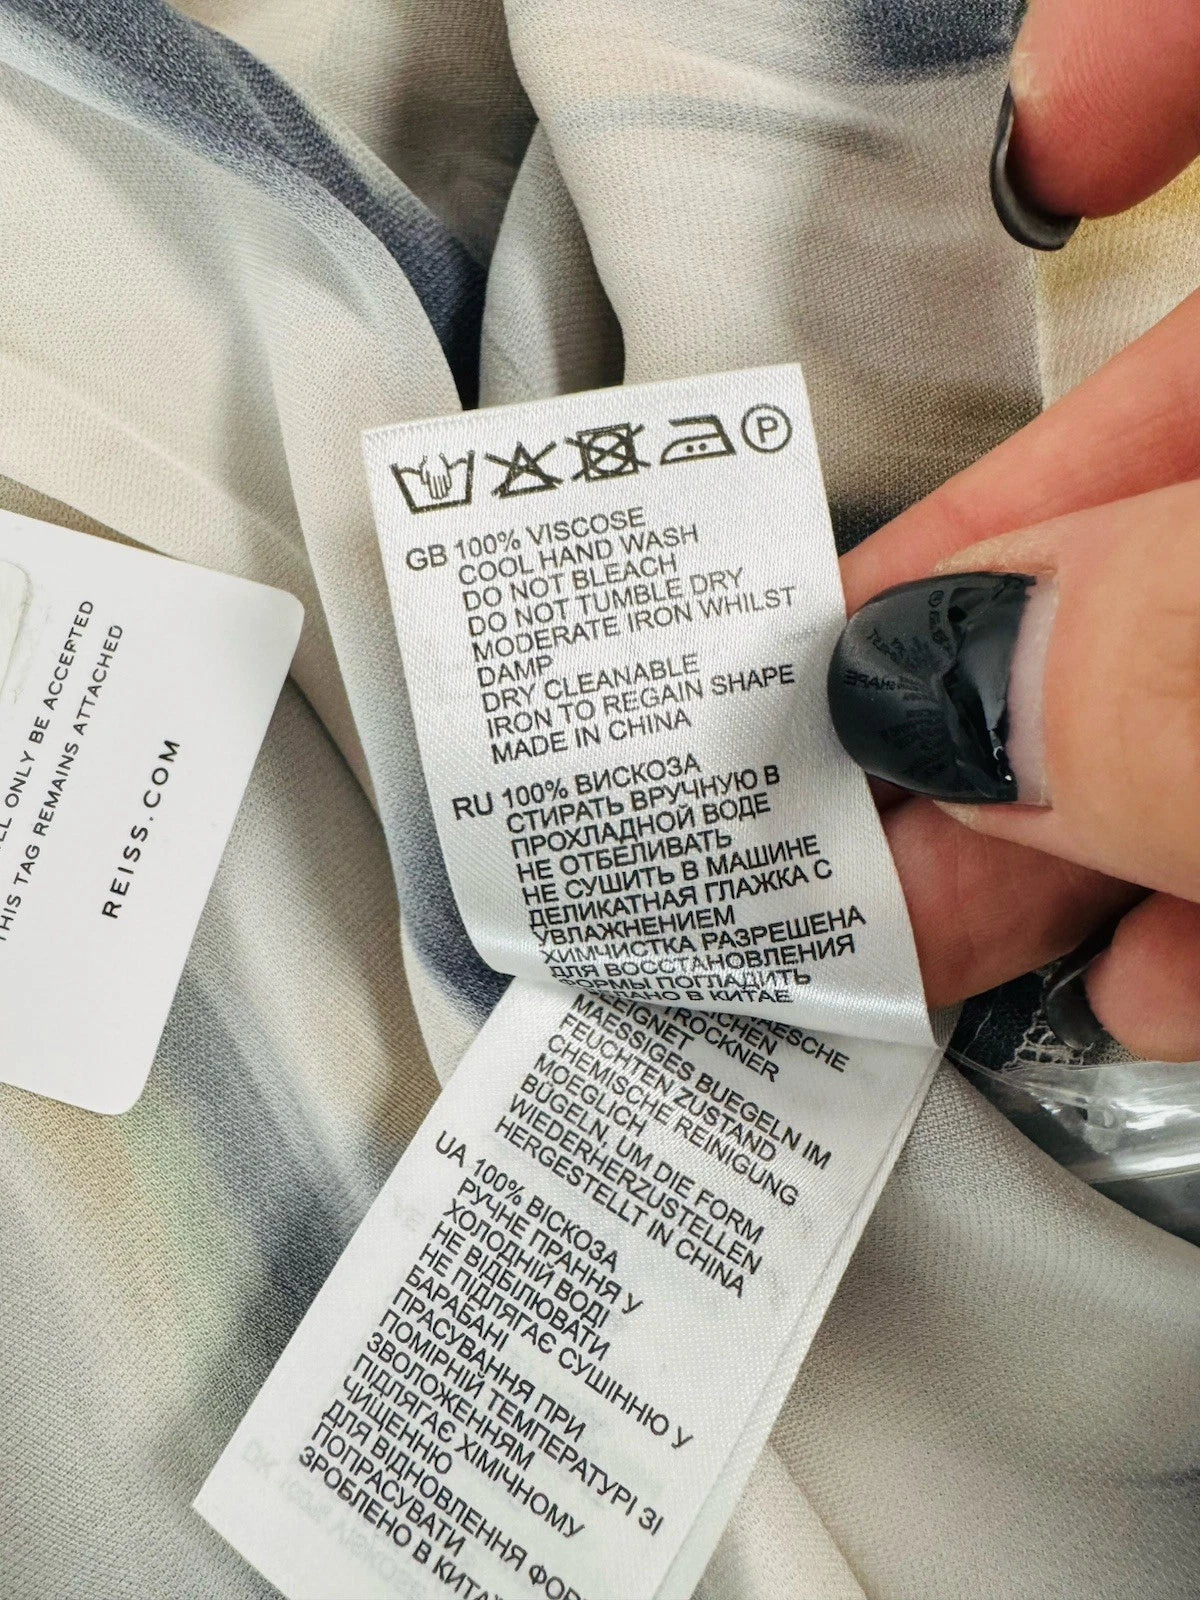 P
GB 100% VISCOSE
COOL HAND WASH
DO NOT BLEACH
DO NOT TUMBLE DRY
MODERATE IRON WHILST
DAMP
DRY CLEANABLE
IRON TO REGAIN SHAPE
MADE IN CHINA
RU 100% ВИСКОЗА
СТИРАТЬ ВРУЧНУЮ В
ПРОХЛАДНОЙ ВОДЕ
НЕ ОТБЕЛИВАТЬ
НЕ СУШИТЬ В МАШИНЕ
ДЕЛИКАТНАЯ ГЛАЖКА С
УВЛАЖНЕНИЕМ
ХИМЧИСТКА РАЗРЕШЕНА
ДЛЯ ВОССТАНОВЛЕНИЯ
ФОРМЫ ПОГЛАДИТЬ
В КИТАЕ
MAESSIGES BUEGELN IM
FEUCHTEN ZUSTAND
CHEMISCHE REINIGUNG
MOEGLICH
BÜGELN, UM DIE FORM
WIEDERHERZUSTELLEN
HERGESTELLT IN CHINA
UA 100% ВІСКОЗА
РУЧНЕ ПРАННЯ У
ХОЛОДНІЙ ВОДІ
НЕ ВІДБІЛЮВАТИ
НЕ ПІДЛЯГАЄ СУШІННЮ У
БАРАБАНІ
ПРАСУВАННЯ ПРИ
ПОМІРНІЙ ТЕМПЕРАТУРІ ЗІ
ЗВОЛОЖЕННЯМ
ПІДЛЯГАЄ ХІМІЧНОМУ
ЧИЩЕННЮ
ДЛЯ ВІДНОВЛЕННЯ
ПОПРАСУВАТИ
ЗРОБЛЕНО В
ONLY BE ACCEPTED
THIS TAG REMAINS ATTACHED
REISS.COM